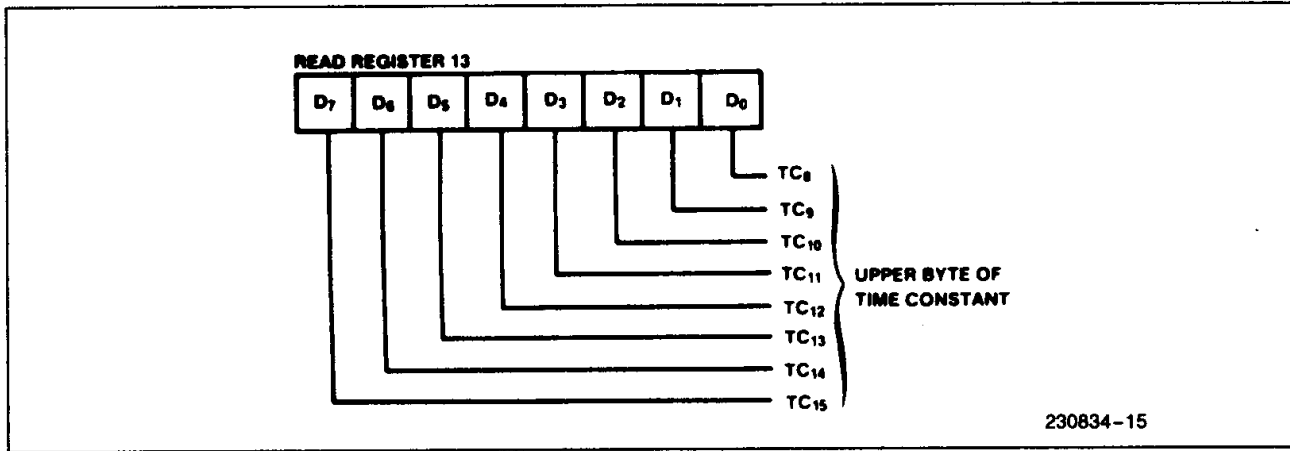 READ REGISTER 13
D₇ D₆ D₅ D₄ D₃ D₂ D₁ D₀
TC₈
TC₉
TC₁₀
TC₁₁
TC₁₂
TC₁₃
TC₁₄
TC₁₅
UPPER BYTE OF
TIME CONSTANT
230834-15